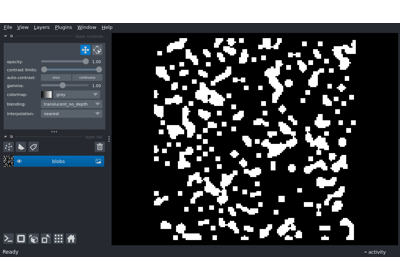 File View Layers Plugins Window Help
layer controls
opacity: 1.00
contrast limits:
auto-contrast: once continuous
gamma: 1.00
colormap: gray
blending: translucent_no_depth
interpolation: nearest
layer list
blobs
Ready
activity